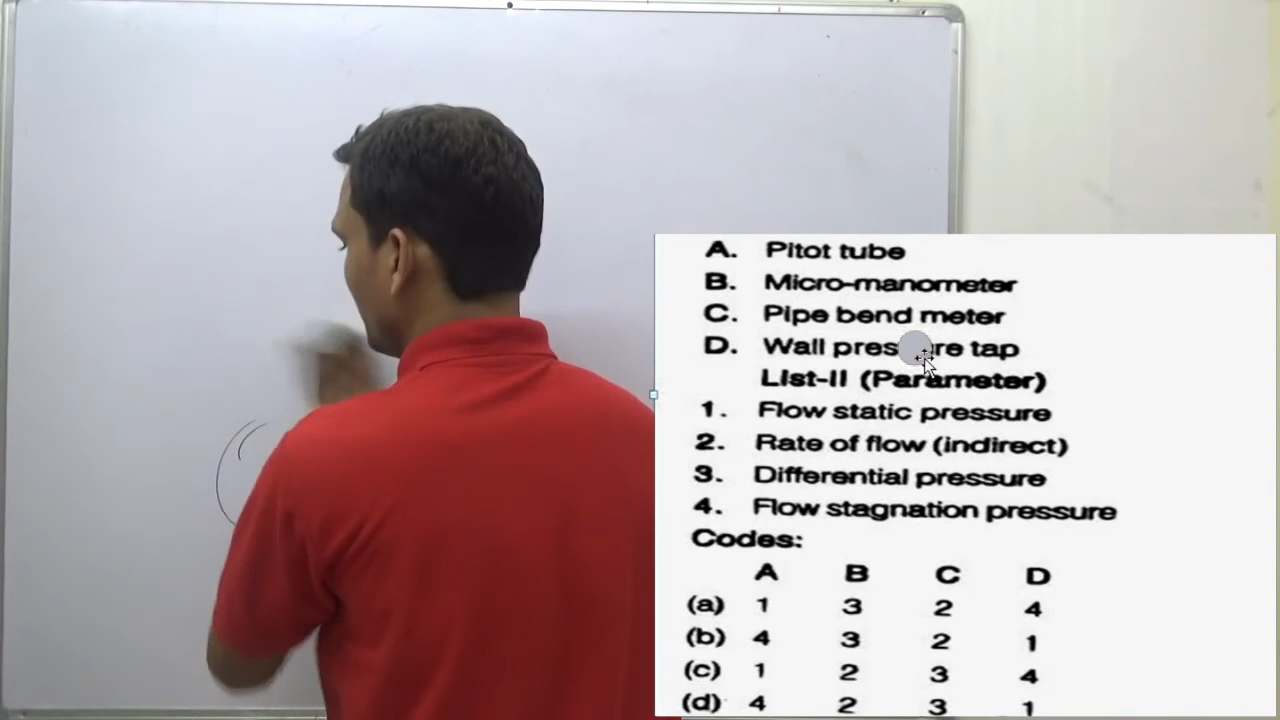 A. Pitot tube
B. Micro-manometer
C. Pipe bend meter
D. Wall pressure tap
List-II (Parameter)
1. Flow static pressure
2. Rate of flow (indirect)
3. Differential pressure
4. Flow stagnation pressure
Codes:
A B C D
(a) 1 3 2 4
(b) 4 3 2 1
(c) 1 2 3 4
(d) 4 2 3 1